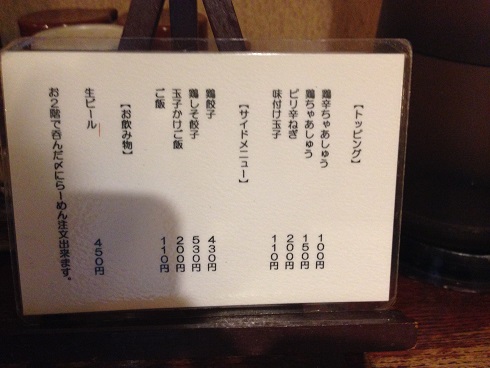 【トッピング】
鶏辛ちゃあしゅう 100円
鶏ちゃあしゅう 150円
ピリ辛ねぎ 200円
味付け玉子 110円
【サイドメニュー】
鶏餃子 430円
鶏しそ餃子 530円
玉子かけご飯 200円
ご飯 110円
【お飲み物】
生ビール 450円
お2階で呑んだ〆にらーめん注文出来ます。